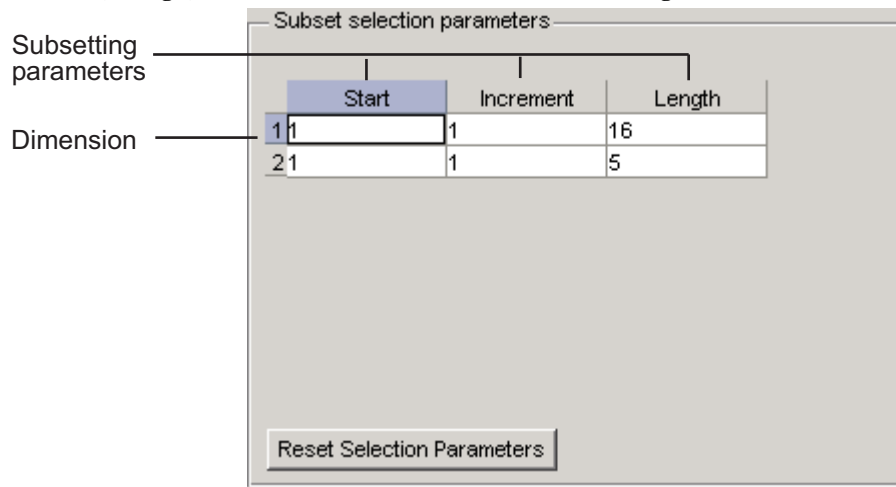 Subset selection parameters
Subsetting
parameters
Start Increment Length
1 1 1 16
Dimension
2 1 1 5
Reset Selection Parameters